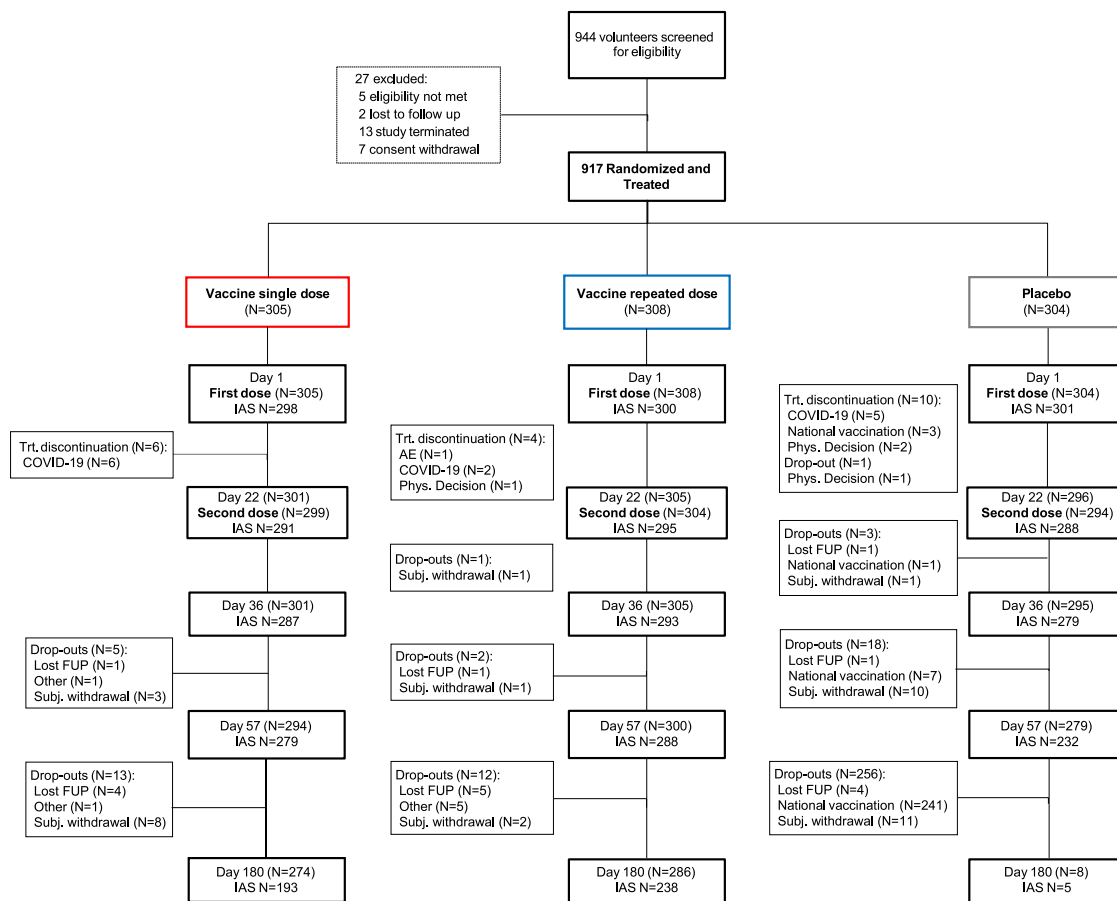 944 volunteers screened
for eligibility
27 excluded:
5 eligibility not met
2 lost to follow up
13 study terminated
7 consent withdrawal
917 Randomized and
Treated
Vaccine single dose
(N=305)
Vaccine repeated dose
(N=308)
Placebo
(N=304)
Day 1
First dose (N=305)
IAS N=298
Day 1
First dose (N=308)
IAS N=300
Day 1
First dose (N=304)
IAS N=301
Trt. discontinuation (N=6):
COVID-19 (N=6)
Trt. discontinuation (N=4):
AE (N=1)
COVID-19 (N=2)
Phys. Decision (N=1)
Trt. discontinuation (N=10):
COVID-19 (N=5)
National vaccination (N=3)
Phys. Decision (N=2)
Drop-out (N=1)
Phys. Decision (N=1)
Day 22 (N=301)
Second dose (N=299)
IAS N=291
Day 22 (N=305)
Second dose (N=304)
IAS N=295
Day 22 (N=296)
Second dose (N=294)
IAS N=288
Drop-outs (N=1):
Subj. withdrawal (N=1)
Drop-outs (N=3):
Lost FUP (N=1)
National vaccination (N=1)
Subj. withdrawal (N=1)
Day 36 (N=301)
IAS N=287
Day 36 (N=305)
IAS N=293
Day 36 (N=295)
IAS N=279
Drop-outs (N=5):
Lost FUP (N=1)
Other (N=1)
Subj. withdrawal (N=3)
Drop-outs (N=2):
Lost FUP (N=1)
Subj. withdrawal (N=1)
Drop-outs (N=18):
Lost FUP (N=1)
National vaccination (N=7)
Subj. withdrawal (N=10)
Day 57 (N=294)
IAS N=279
Day 57 (N=300)
IAS N=288
Day 57 (N=279)
IAS N=232
Drop-outs (N=13):
Lost FUP (N=4)
Other (N=1)
Subj. withdrawal (N=8)
Drop-outs (N=12):
Lost FUP (N=5)
Other (N=5)
Subj. withdrawal (N=2)
Drop-outs (N=256):
Lost FUP (N=4)
National vaccination (N=241)
Subj. withdrawal (N=11)
Day 180 (N=274)
IAS N=193
Day 180 (N=286)
IAS N=238
Day 180 (N=8)
IAS N=5